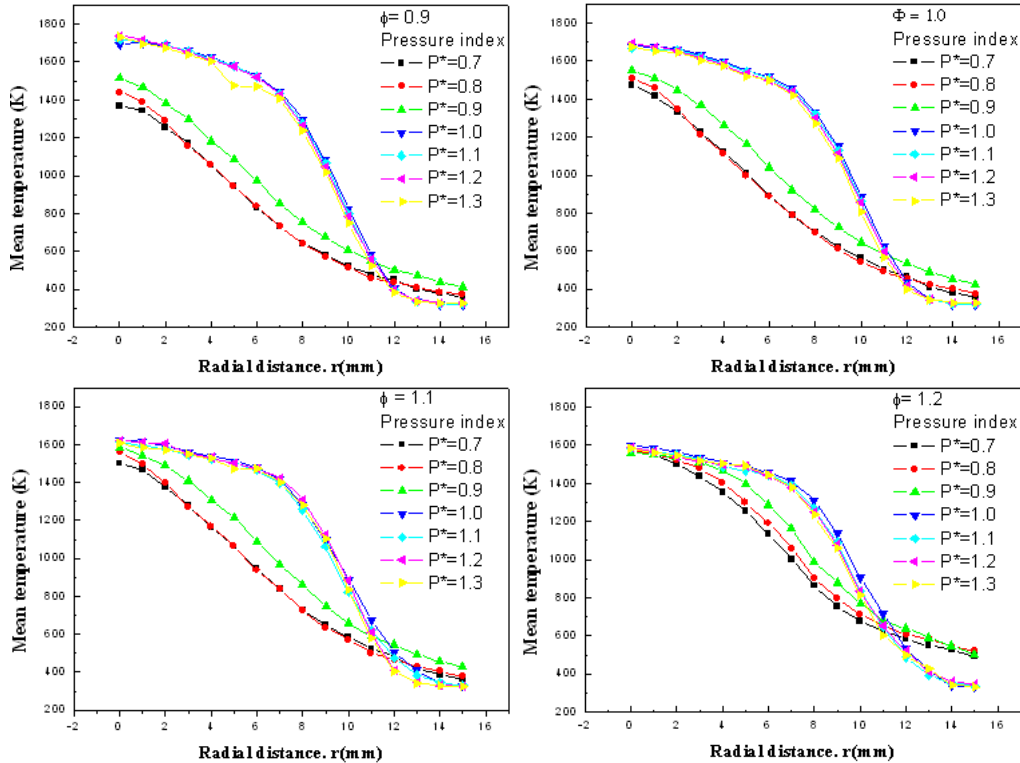 ϕ= 0.9
Pressure index
P*=0.7
P*=0.8
P*=0.9
P*=1.0
P*=1.1
P*=1.2
P*=1.3
1800
1600
1400
1200
1000
800
600
400
200
Mean temperature (K)
-2 0 2 4 6 8 10 12 14 16
Radial distance. r(mm)
Φ = 1.0
Pressure index
P*=0.7
P*=0.8
P*=0.9
P*=1.0
P*=1.1
P*=1.2
P*=1.3
1800
1600
1400
1200
1000
800
600
400
200
Mean temperature (K)
-2 0 2 4 6 8 10 12 14 16
Radial distance. r(mm)
ϕ = 1.1
Pressure index
P*=0.7
P*=0.8
P*=0.9
P*=1.0
P*=1.1
P*=1.2
P*=1.3
1800
1600
1400
1200
1000
800
600
400
200
Mean temperature (K)
-2 0 2 4 6 8 10 12 14 16
Radial distance. r(mm)
ϕ= 1.2
Pressure index
P*=0.7
P*=0.8
P*=0.9
P*=1.0
P*=1.1
P*=1.2
P*=1.3
1800
1600
1400
1200
1000
800
600
400
200
Mean temperature (K)
-2 0 2 4 6 8 10 12 14 16
Radial distance. r(mm)